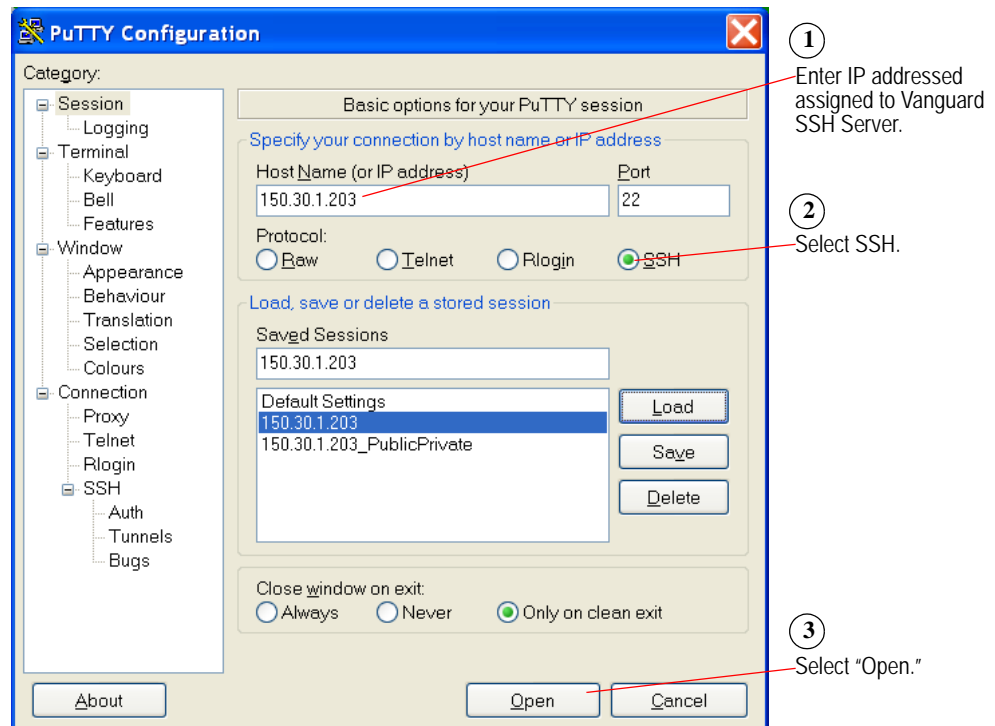 PuTTY Configuration
Category:
Session
Logging
Terminal
Keyboard
Bell
Features
Window
Appearance
Behaviour
Translation
Selection
Colours
Connection
Proxy
Telnet
Rlogin
SSH
Auth
Tunnels
Bugs
Basic options for your PuTTY session
Specify your connection by host name or IP address
Host Name (or IP address) Port
150.30.1.203 22
Protocol:
Raw Telnet Rlogin SSH
Load, save or delete a stored session
Saved Sessions
150.30.1.203
Default Settings
150.30.1.203
150.30.1.203_PublicPrivate
Load
Save
Delete
Close window on exit:
Always Never Only on clean exit
About Open Cancel
1
Enter IP addressed
assigned to Vanguard
SSH Server.
2
Select SSH.
3
Select “Open.”